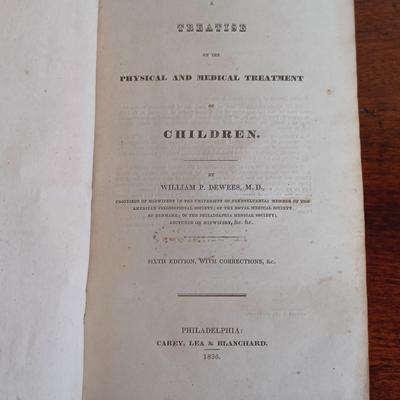 A
TREATISE
ON THE
PHYSICAL AND MEDICAL TREATMENT
OF
CHILDREN.
BY
WILLIAM P. DEWEES, M.D.,
PROFESSOR OF MIDWIFERY IN THE UNIVERSITY OF PENNSYLVANIA; MEMBER OF THE
AMERICAN PHILOSOPHICAL SOCIETY; OF THE ROYAL MEDICAL SOCIETY
OF DENMARK; OF THE PHILADELPHIA MEDICAL SOCIETY;
LECTURER ON MIDWIFERY, &c. &c.
SIXTH EDITION, WITH CORRECTIONS, &c.
PHILADELPHIA:
CAREY, LEA & BLANCHARD.
1836.